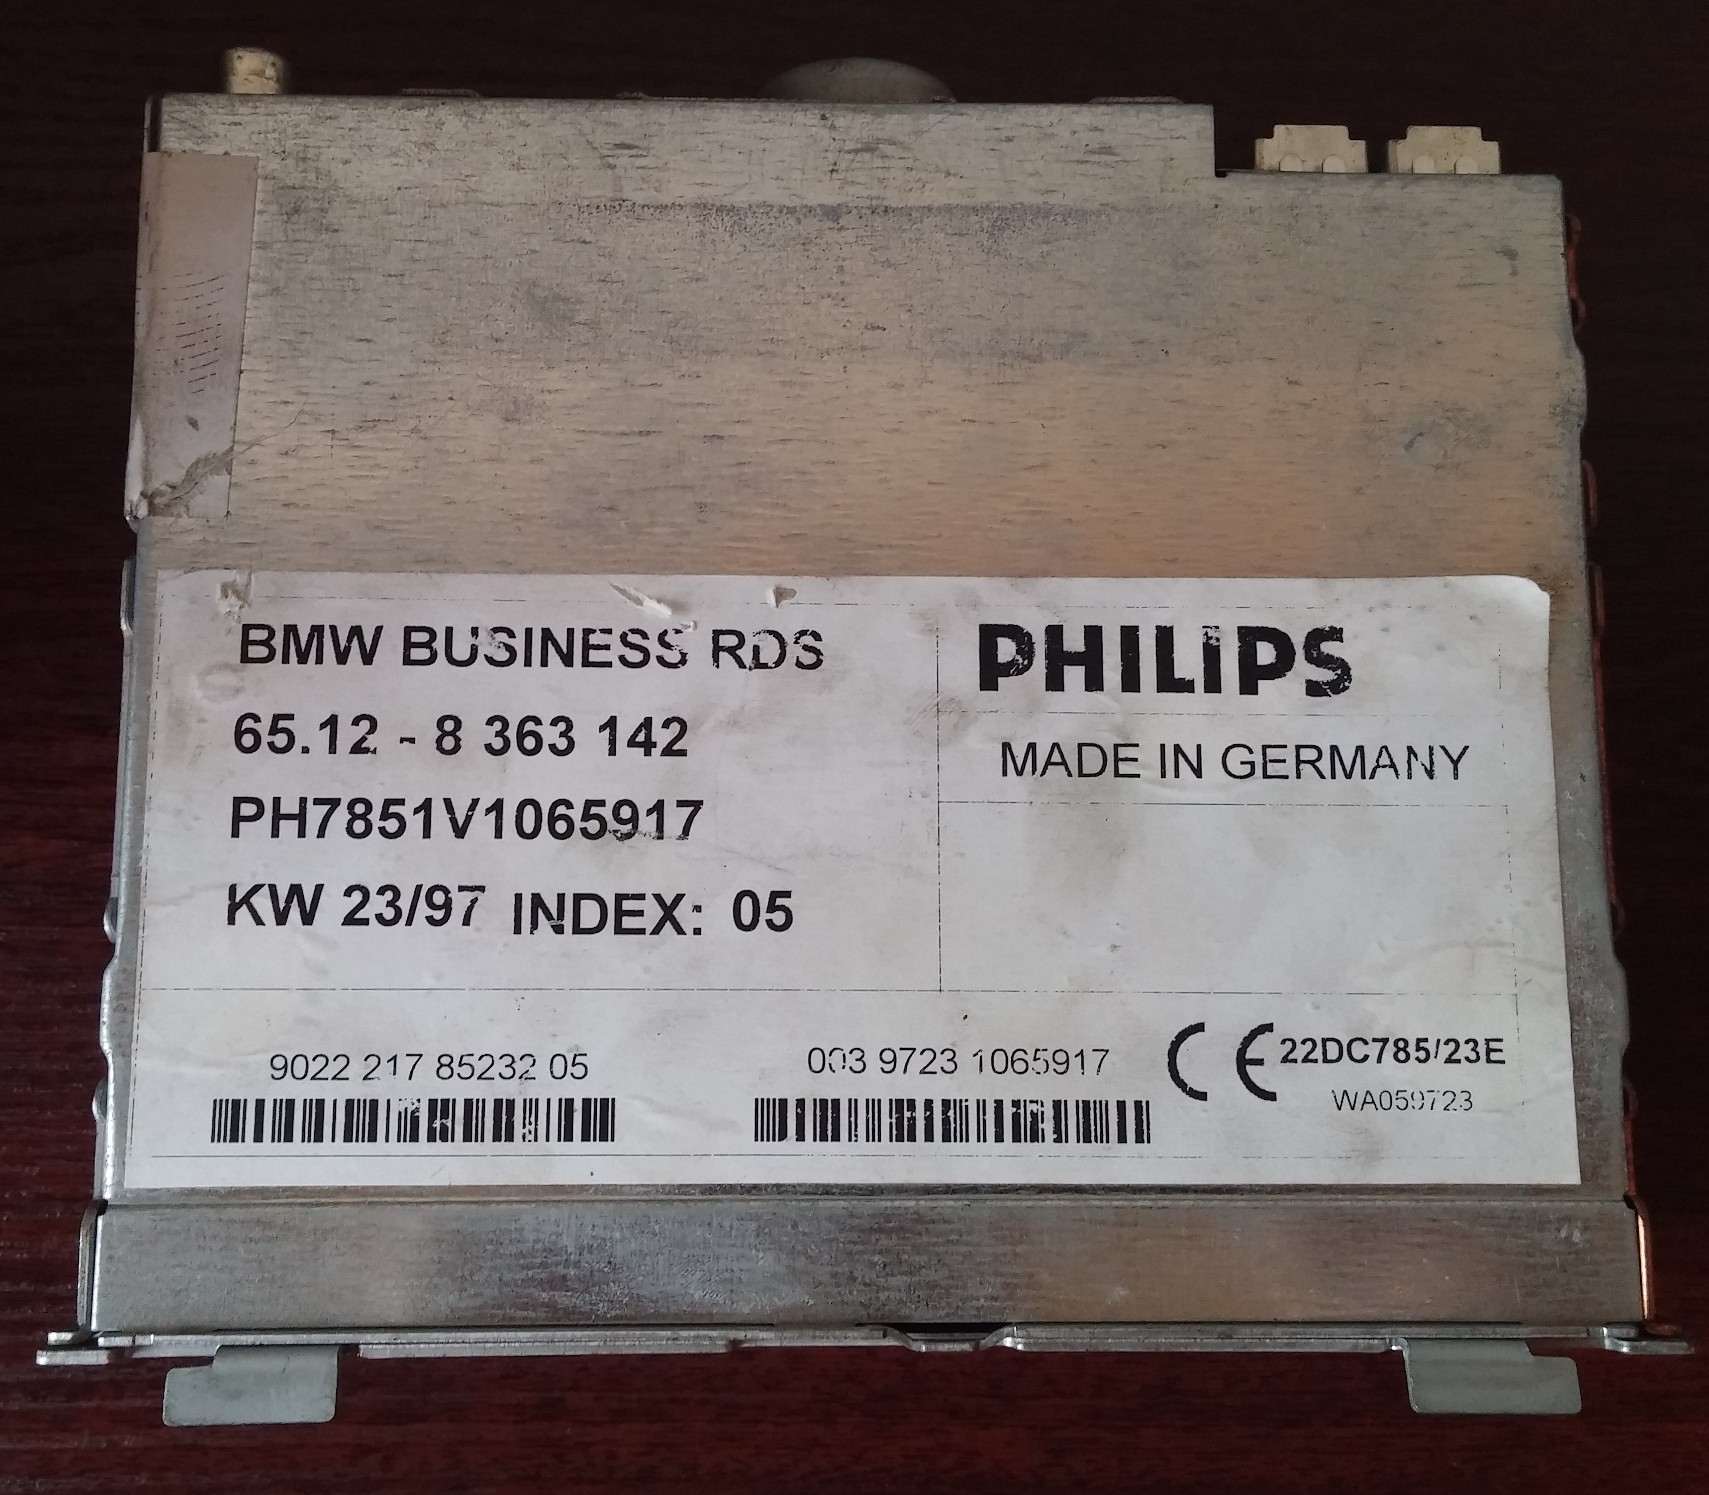 BMW BUSINESS RDS
65.12 - 8 363 142
PH7851V1065917
KW 23/97 INDEX: 05
PHILIPS
MADE IN GERMANY
9022 217 85232 05
003 9723 1065917
CE 22DC785/23E
WA059723